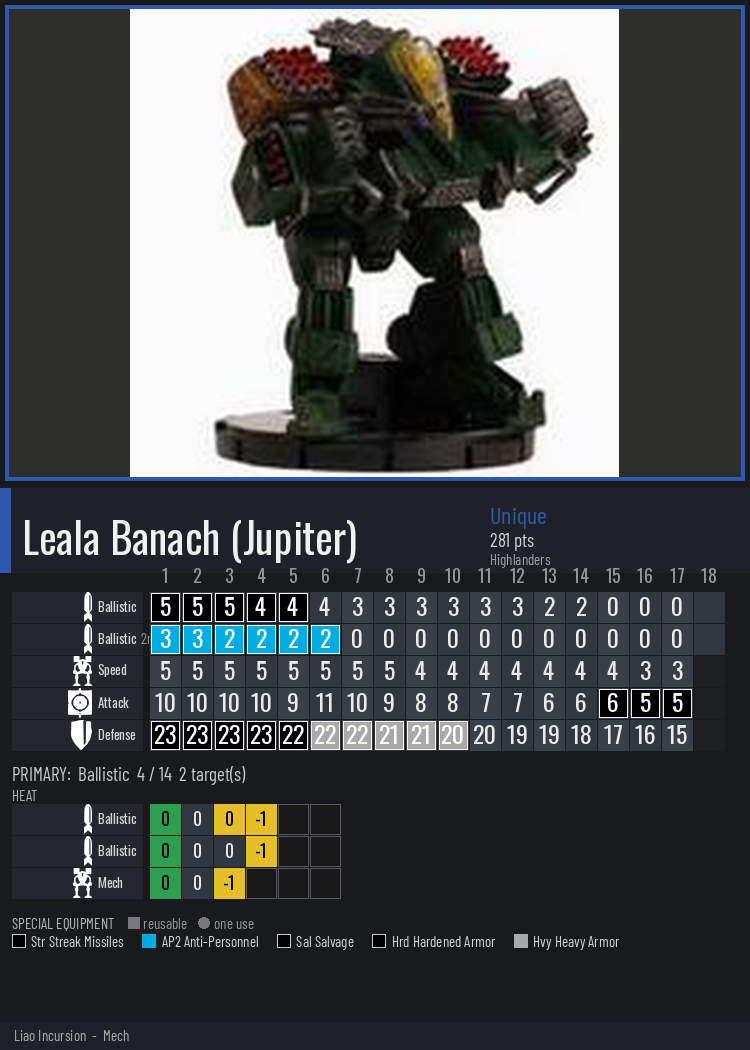 Leala Banach (Jupiter)
Unique
281 pts
Highlanders
1 2 3 4 5 6 7 8 9 10 11 12 13 14 15 16 17 18
Ballistic 5 5 5 4 4 4 3 3 3 3 3 3 2 2 0 0 0
Ballistic 2n 3 3 2 2 2 2 0 0 0 0 0 0 0 0 0 0 0
Speed 5 5 5 5 5 5 5 5 4 4 4 4 4 4 4 3 3
Attack 10 10 10 10 9 11 10 9 8 8 7 7 6 6 6 5 5
Defense 23 23 23 23 22 22 22 21 21 20 20 19 19 18 17 16 15
PRIMARY: Ballistic 4 / 14 2 target(s)
HEAT
Ballistic 0 0 0 -1
Ballistic 0 0 0 -1
Mech 0 0 -1
SPECIAL EQUIPMENT reusable one use
Str Streak Missiles AP2 Anti-Personnel Sal Salvage Hrd Hardened Armor Hvy Heavy Armor
Liao Incursion - Mech